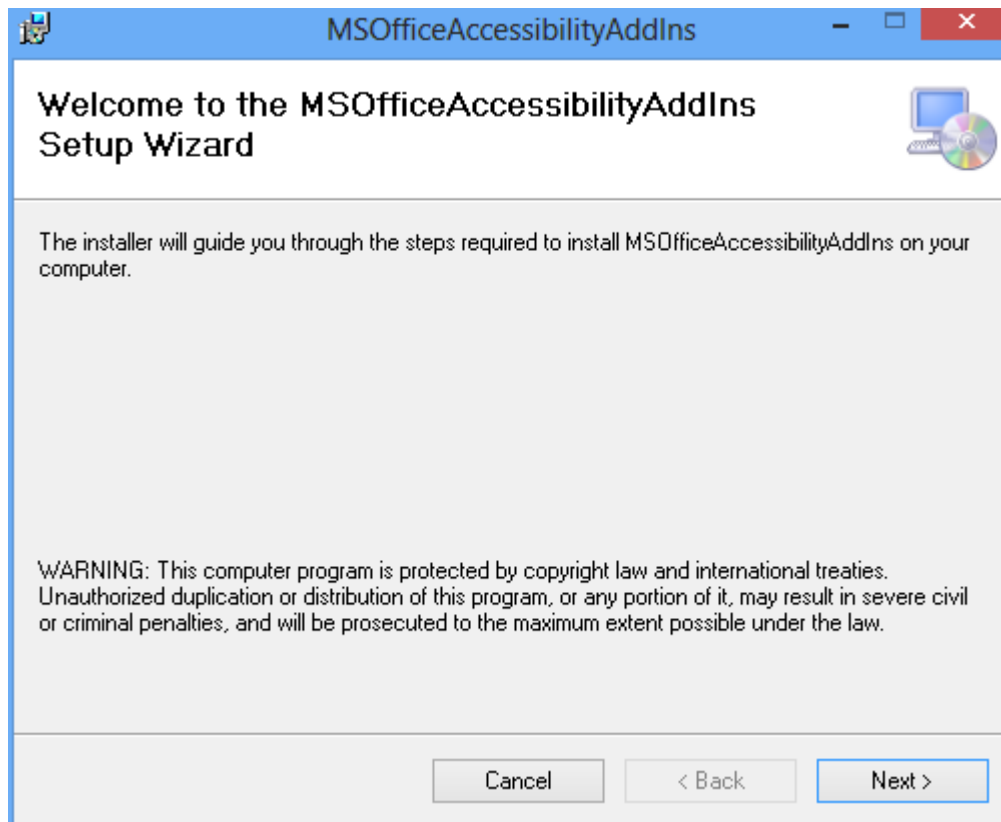 MSOfficeAccessibilityAddIns
Welcome to the MSOfficeAccessibilityAddIns
Setup Wizard
The installer will guide you through the steps required to install MSOfficeAccessibilityAddIns on your
computer.
WARNING: This computer program is protected by copyright law and international treaties.
Unauthorized duplication or distribution of this program, or any portion of it, may result in severe civil
or criminal penalties, and will be prosecuted to the maximum extent possible under the law.
Cancel < Back Next >